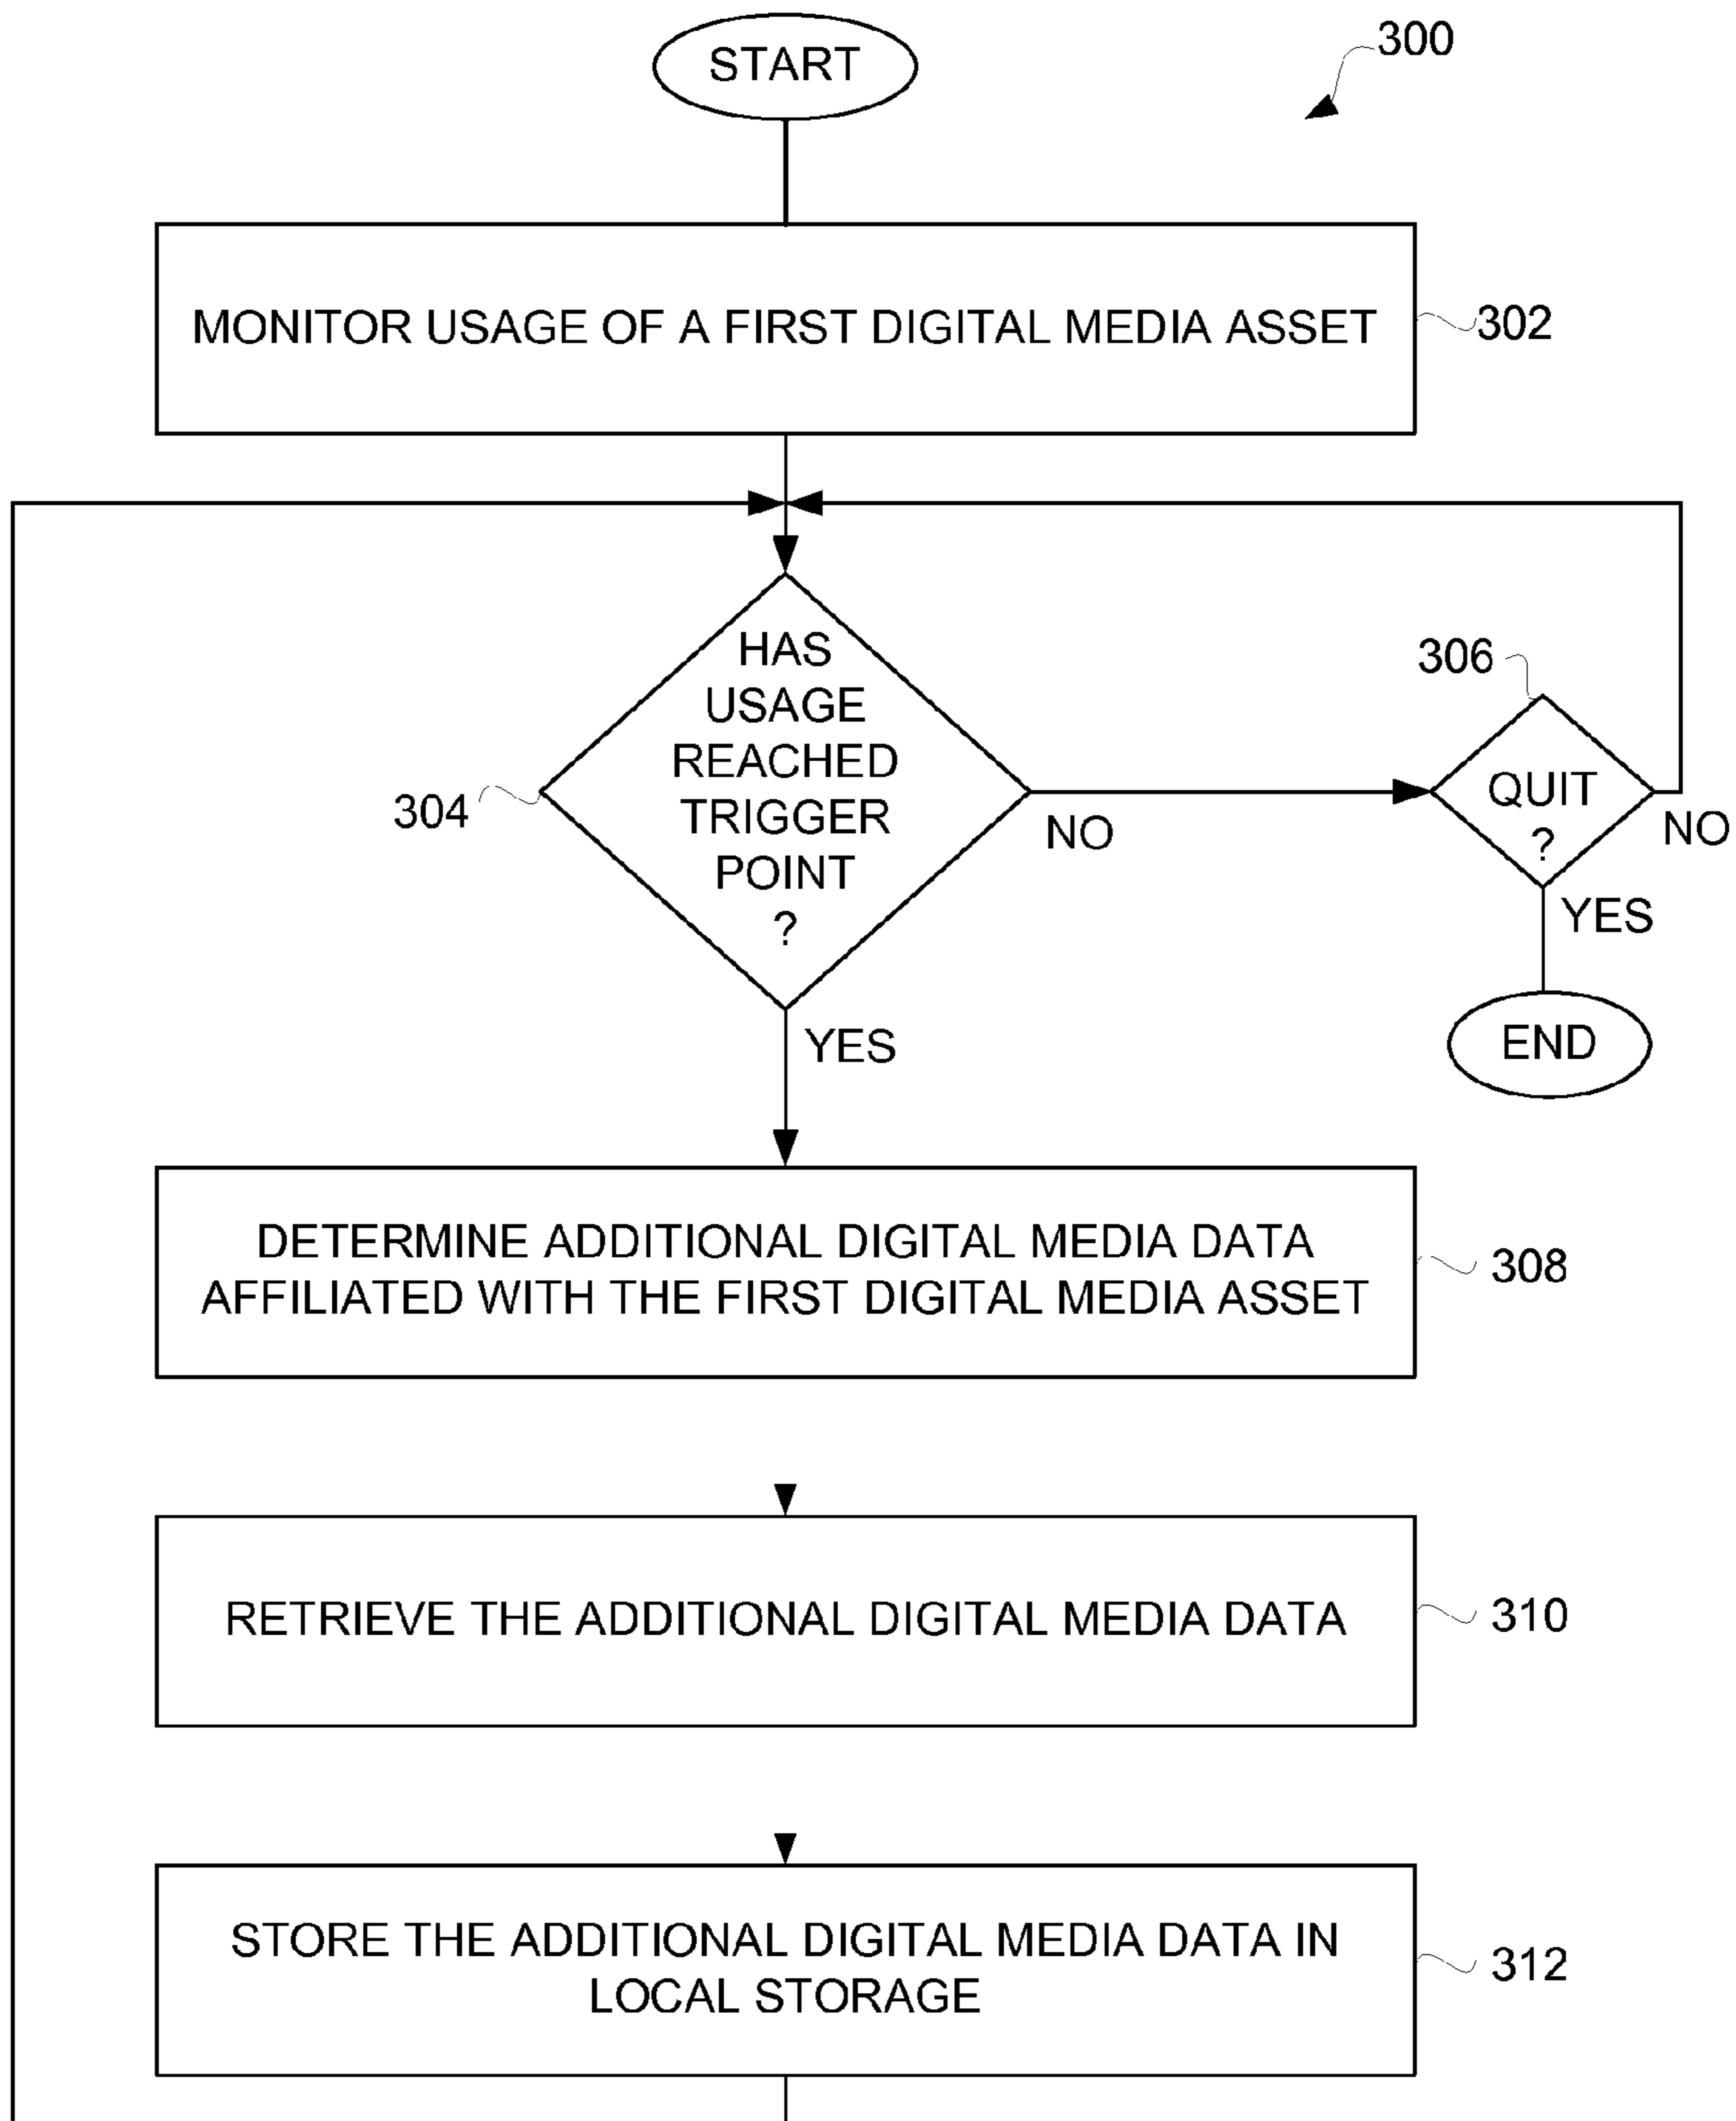 START
300
MONITOR USAGE OF A FIRST DIGITAL MEDIA ASSET
302
HAS
USAGE
REACHED
TRIGGER
POINT
?
304
NO
306
QUIT
?
NO
YES
END
YES
DETERMINE ADDITIONAL DIGITAL MEDIA DATA
AFFILIATED WITH THE FIRST DIGITAL MEDIA ASSET
308
RETRIEVE THE ADDITIONAL DIGITAL MEDIA DATA
310
STORE THE ADDITIONAL DIGITAL MEDIA DATA IN
LOCAL STORAGE
312